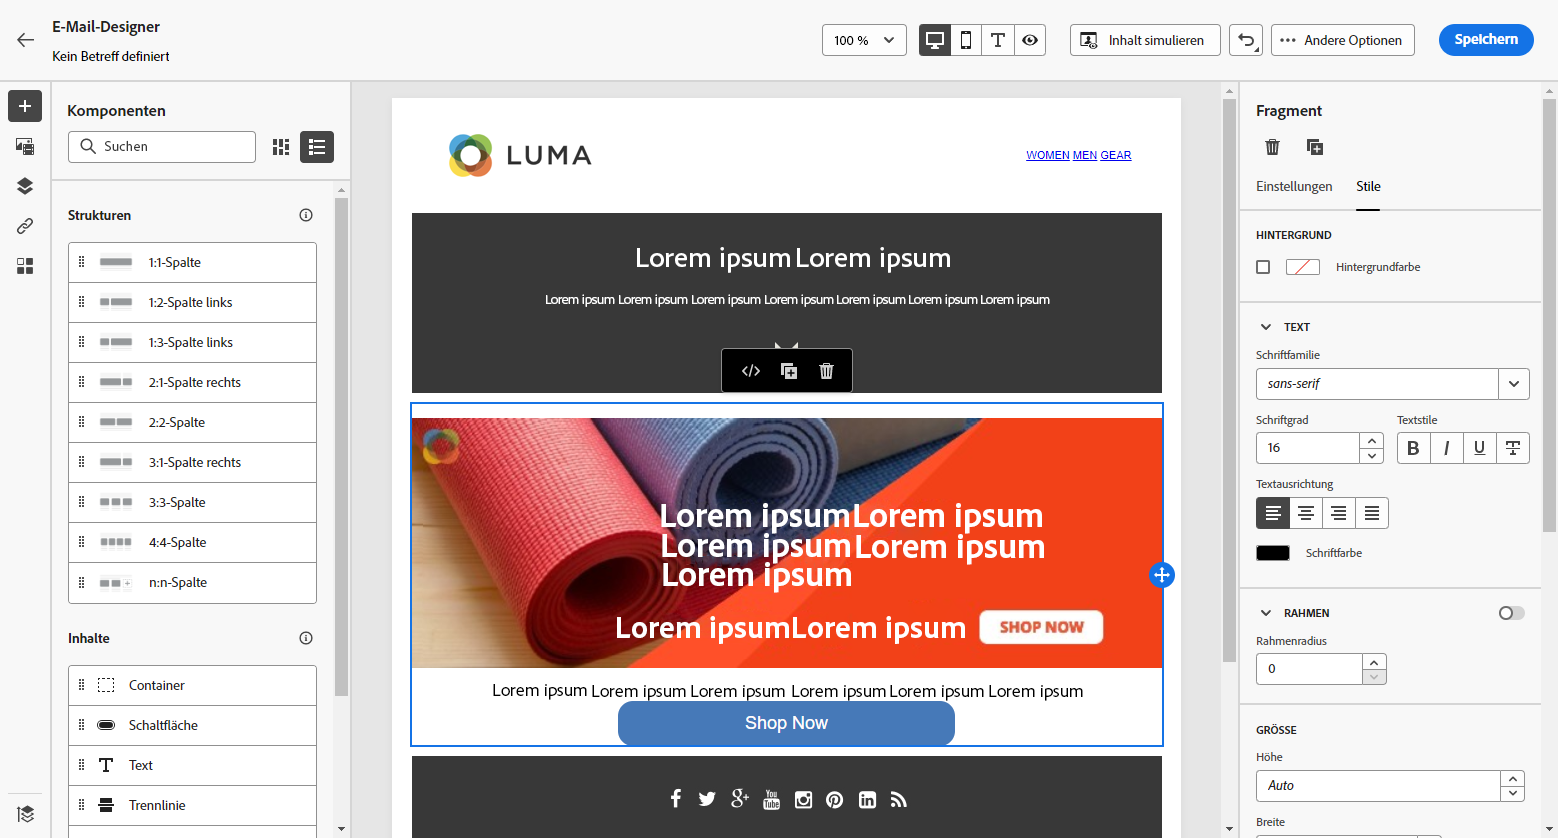 E-Mail-Designer
Kein Betreff definiert
100 %
Inhalt simulieren
Andere Optionen
Speichern
Komponenten
Suchen
Strukturen
1:1-Spalte
1:2-Spalte links
1:3-Spalte links
2:1-Spalte rechts
2:2-Spalte
3:1-Spalte rechts
3:3-Spalte
4:4-Spalte
n:n-Spalte
Inhalte
Container
Schaltfläche
Text
Trennlinie
LUMA
WOMEN MEN GEAR
Lorem ipsum Lorem ipsum
Lorem ipsum Lorem ipsum Lorem ipsum Lorem ipsum Lorem ipsum Lorem ipsum Lorem ipsum
Lorem ipsumLorem ipsum
Lorem ipsum Lorem ipsum
Lorem ipsum
Lorem ipsumLorem ipsum
SHOP NOW
Lorem ipsum Lorem ipsum Lorem ipsum Lorem ipsum Lorem ipsum Lorem ipsum
Shop Now
You
Tube
Fragment
Einstellungen
Stile
HINTERGRUND
Hintergrundfarbe
TEXT
Schriftfamilie
sans-serif
Schriftgrad
Textstile
16
B I U T
Textausrichtung
Schriftfarbe
RAHMEN
Rahmenradius
0
GRÖSSE
Höhe
Auto
Breite